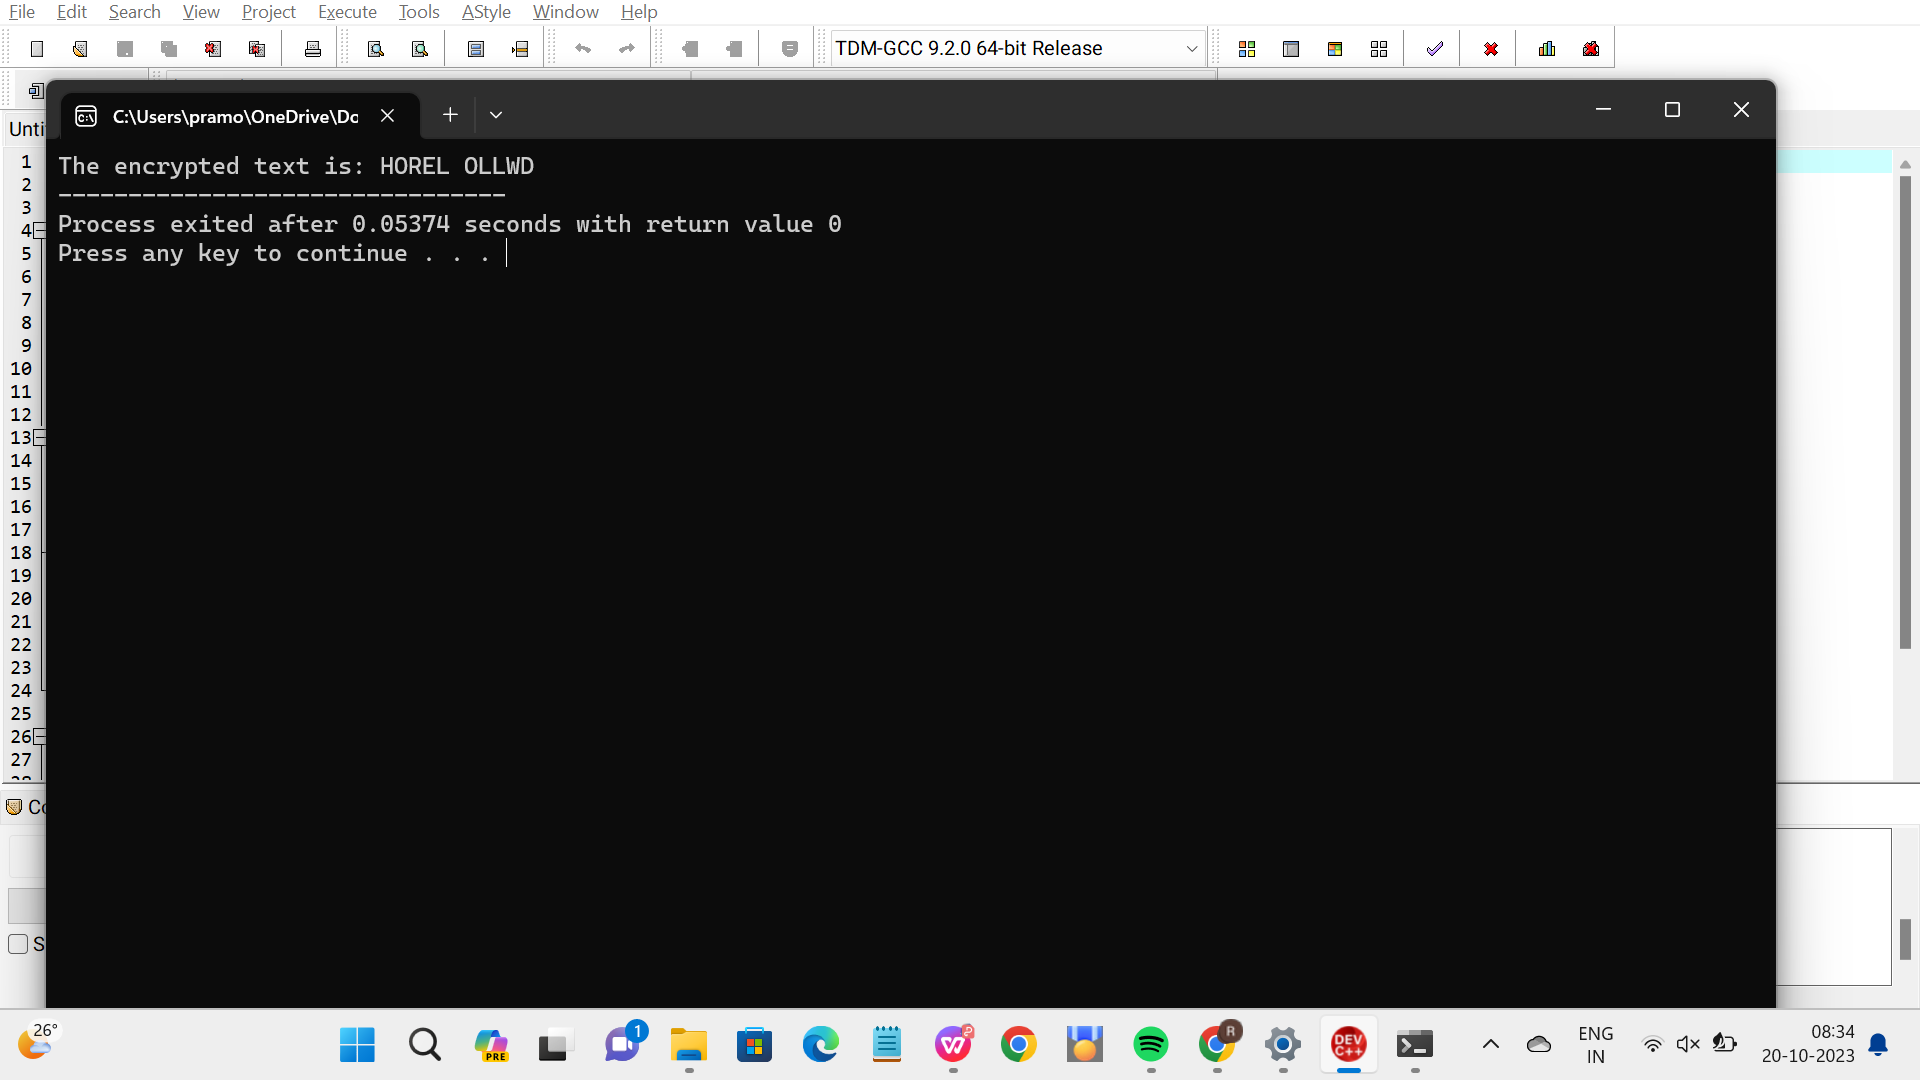 File Edit Search View Project Execute Tools AStyle Window Help
TDM-GCC 9.2.0 64-bit Release
C:\Users\pramo\OneDrive\Do
Unti
The encrypted text is: HOREL OLLWD
--------------------------------
Process exited after 0.05374 seconds with return value 0
Press any key to continue . . .
1
2
3
4
5
6
7
8
9
10
11
12
13
14
15
16
17
18
19
20
21
22
23
24
25
26
27
Co
S
26°
PRE
1
R
DEV
C++
ENG
IN
08:34
20-10-2023